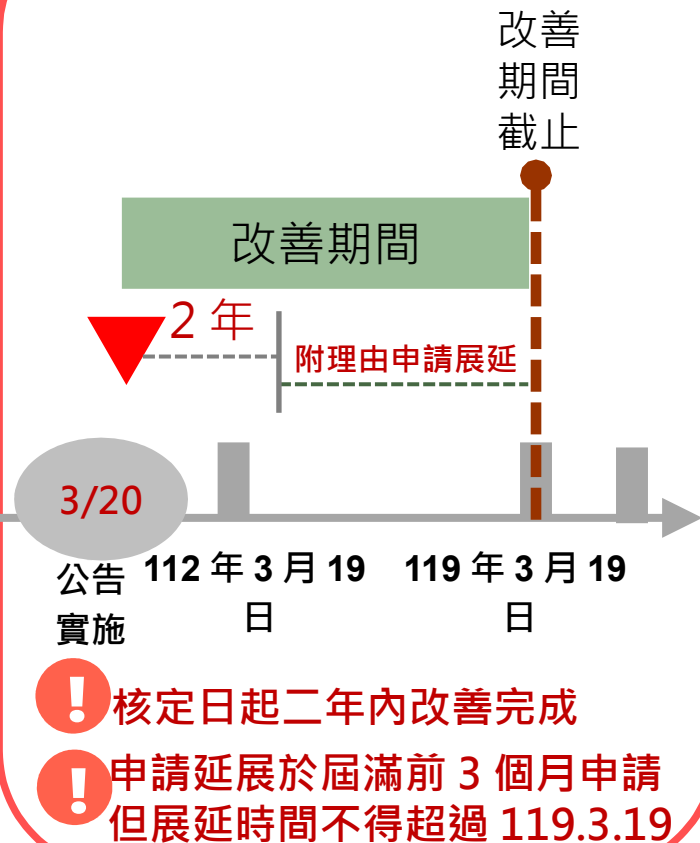 改善
期間
截止
改善期間
2 年
附理由申請展延
3/20
公告
實施
112 年 3 月 19
日
119 年 3 月 19
日
!
核定日起二年內改善完成
!
申請延展於屆滿前 3 個月申請
但展延時間不得超過 119.3.19